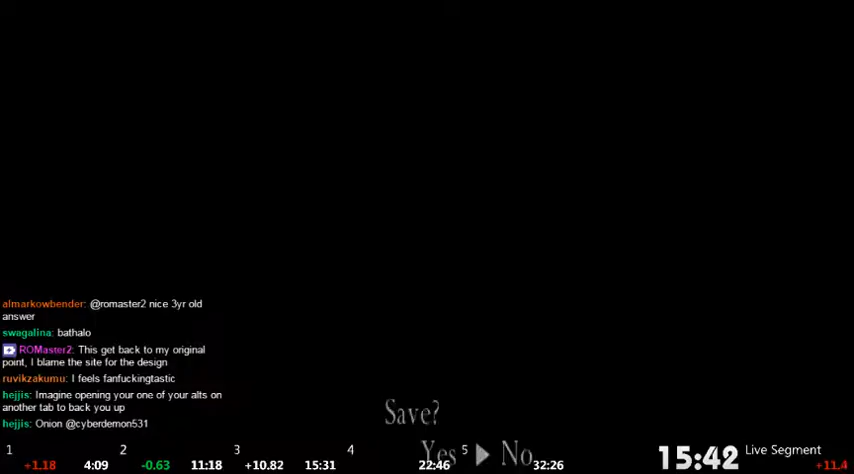 almarkowbender: @romaster2 nice 3yr old
answer
swagalina: bathalo
ROMaster2: This get back to my original
point, I blame the site for the design
ruvikzakumu: I feels fanfuckingtastic
hejjis: Imagine opening your one of your alts on
another tab to back you up
hejjis: Onion @cyberdemon531
Save?
Yes ▶ No
1 2 3 4 5
+1.18 4:09 -0.63 11:18 +10.82 15:31 22:46 32:26
15:42 Live Segment
+11.4